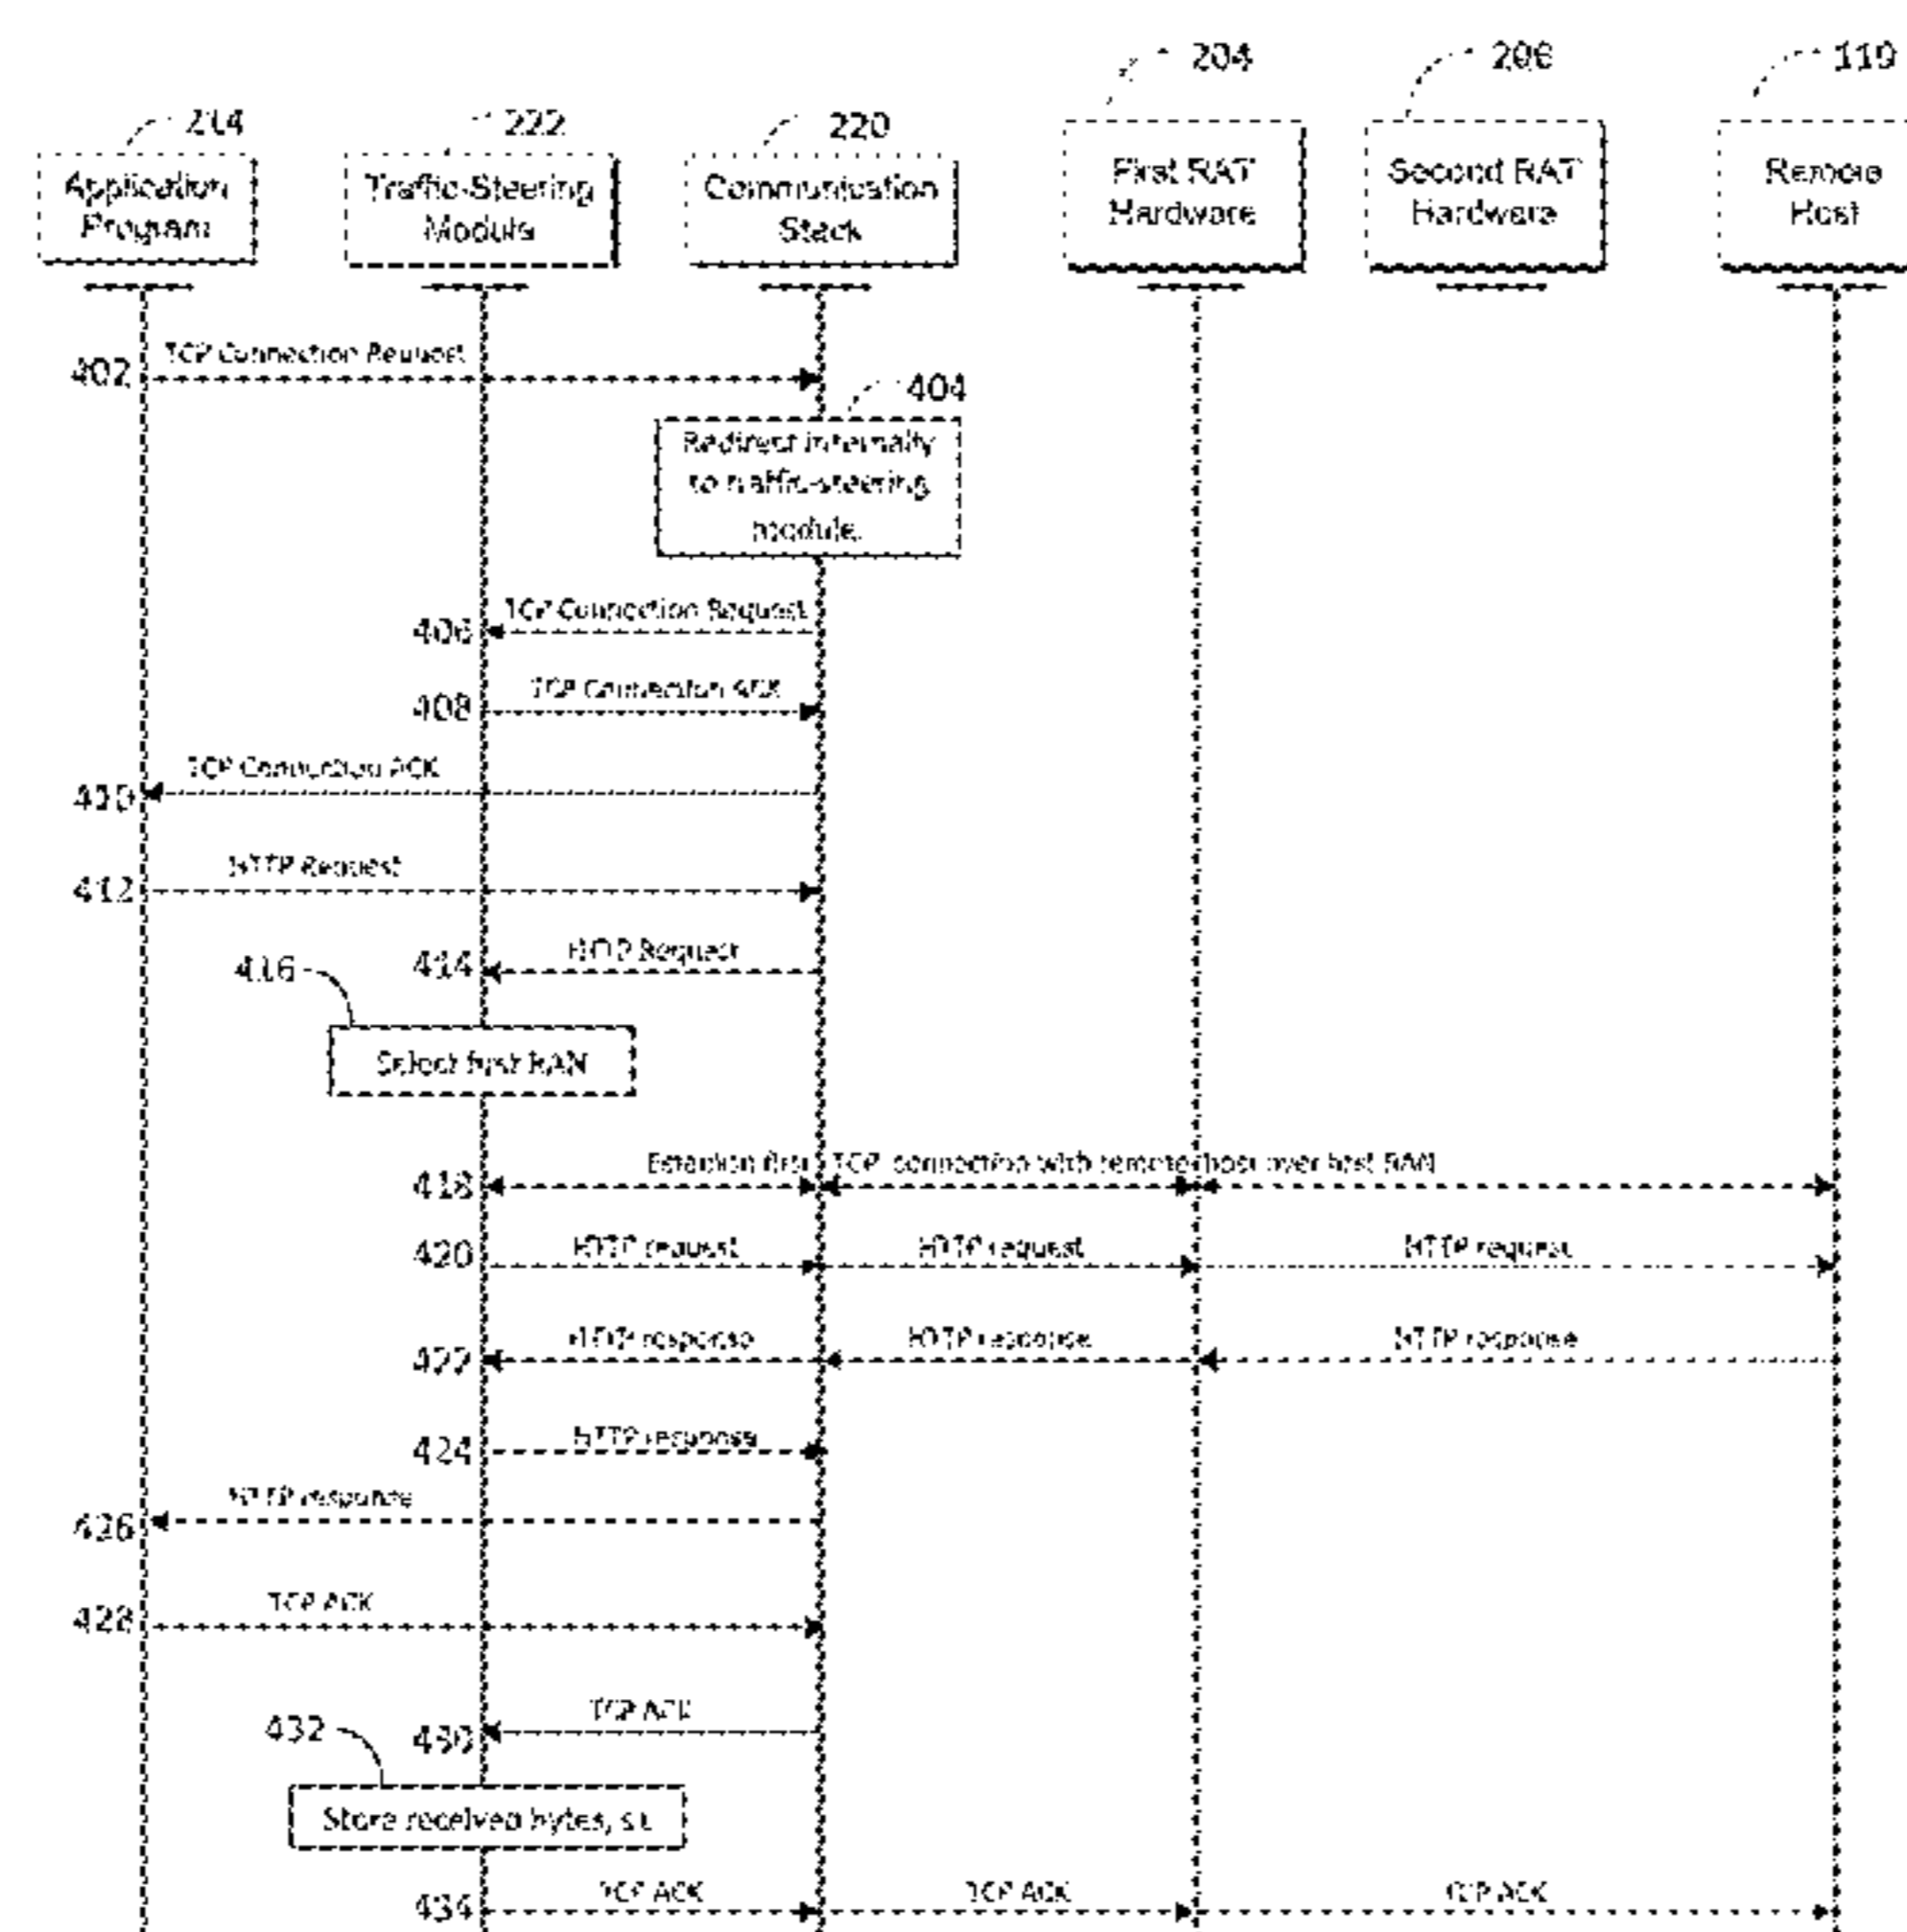 214
222
220
204
206
110
Application
Program
Traffic-Steering
Module
Communication
Stack
First RAT
Hardware
Second RAT
Hardware
Remote
Host
TCP Connection Request
402
404
Redirect internally
to traffic-steering
module.
TCP Connection Request
406
TCP Connection ACK
408
TCP Connection ACK
410
HTTP Request
412
HTTP Request
414
416
Select first RAN
Establish first TCP connection with remote host over first RAN
418
420
HTTP request
HTTP request
HTTP request
422
HTTP response
HTTP response
HTTP response
424
HTTP response
HTTP response
426
TCP ACK
428
TCP ACK
430
432
Store received bytes,
434
TCP ACK
TCP ACK
TCP ACK